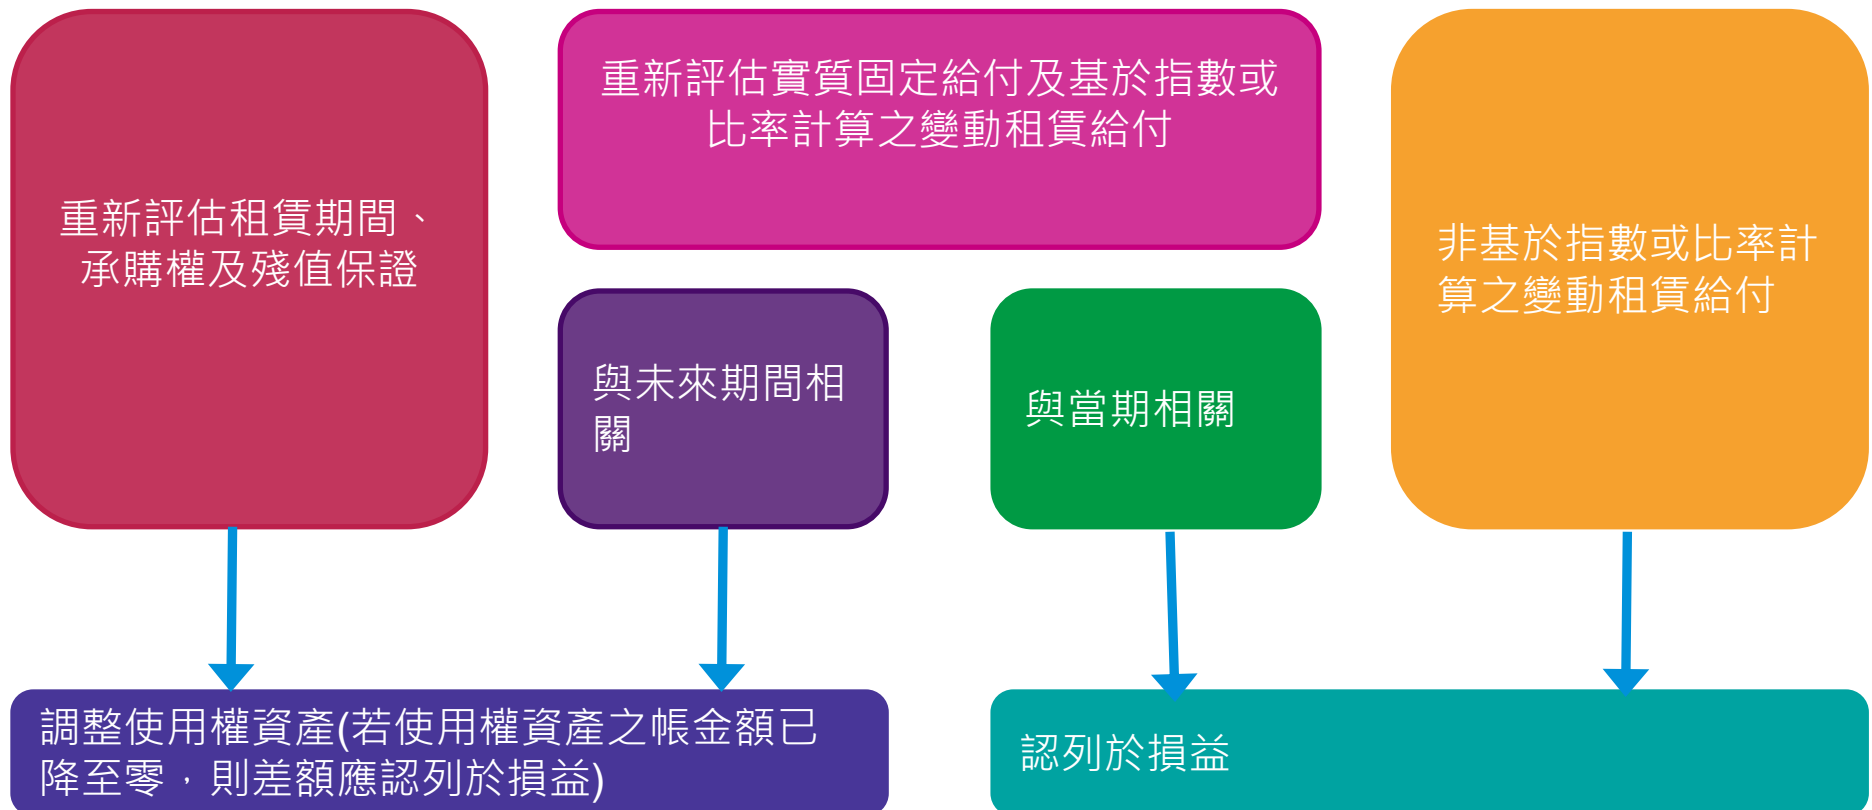 重新評估租賃期間、
承購權及殘值保證
重新評估實質固定給付及基於指數或
比率計算之變動租賃給付
與未來期間相
關
與當期相關
非基於指數或比率計
算之變動租賃給付
調整使用權資產(若使用權資產之帳金額已
降至零，則差額應認列於損益)
認列於損益